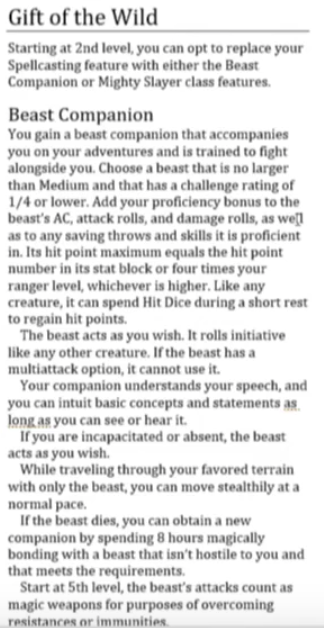 Gift of the Wild
Starting at 2nd level, you can opt to replace your
Spellcasting feature with either the Beast
Companion or Mighty Slayer class features.
Beast Companion
You gain a beast companion that accompanies
you on your adventures and is trained to fight
alongside you. Choose a beast that is no larger
than Medium and that has a challenge rating of
1/4 or lower. Add your proficiency bonus to the
beast's AC, attack rolls, and damage rolls, as well
as to any saving throws and skills it is proficient
in. Its hit point maximum equals the hit point
number in its stat block or four times your
ranger level, whichever is higher. Like any
creature, it can spend Hit Dice during a short rest
to regain hit points.
The beast acts as you wish. It rolls initiative
like any other creature. If the beast has a
multiattack option, it cannot use it.
Your companion understands your speech, and
you can intuit basic concepts and statements as
long as you can see or hear it.
If you are incapacitated or absent, the beast
acts as you wish.
While traveling through your favored terrain
with only the beast, you can move stealthily at a
normal pace.
If the beast dies, you can obtain a new
companion by spending 8 hours magically
bonding with a beast that isn't hostile to you and
that meets the requirements.
Start at 5th level, the beast's attacks count as
magic weapons for purposes of overcoming
resistances or immunities.